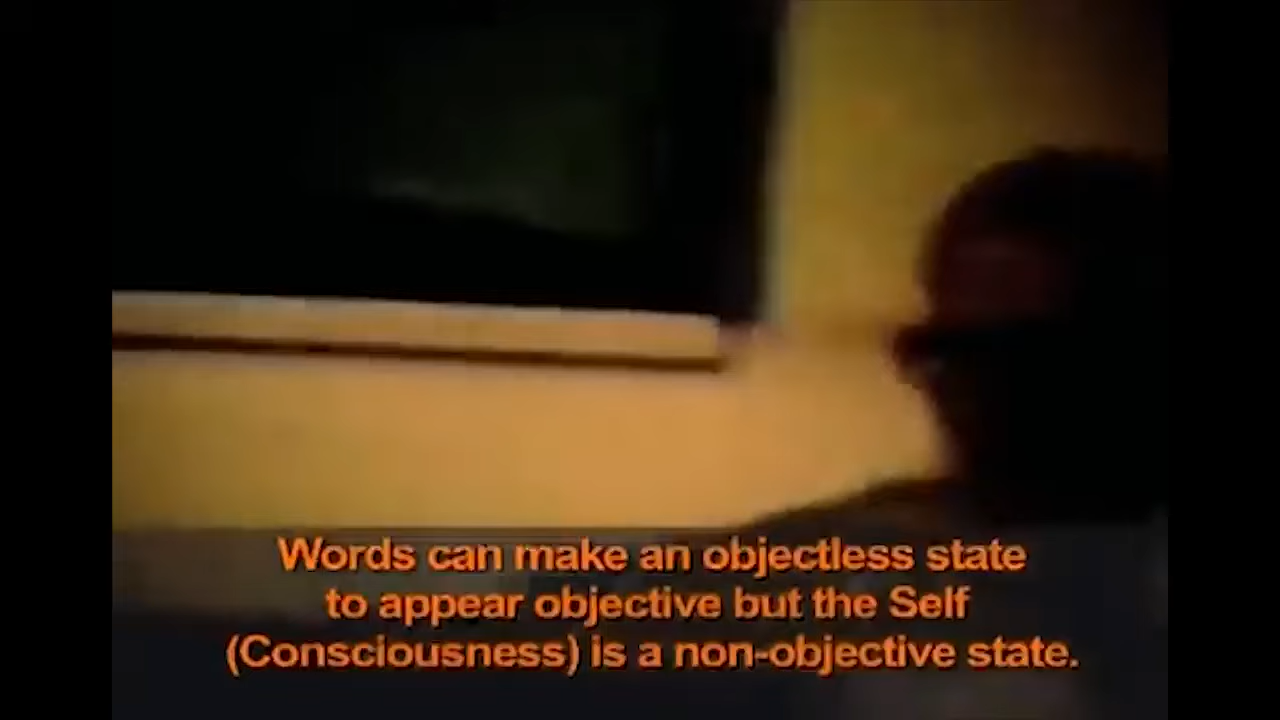 Words can make an objectless state
to appear objective but the Self
(Consciousness) is a non-objective state.